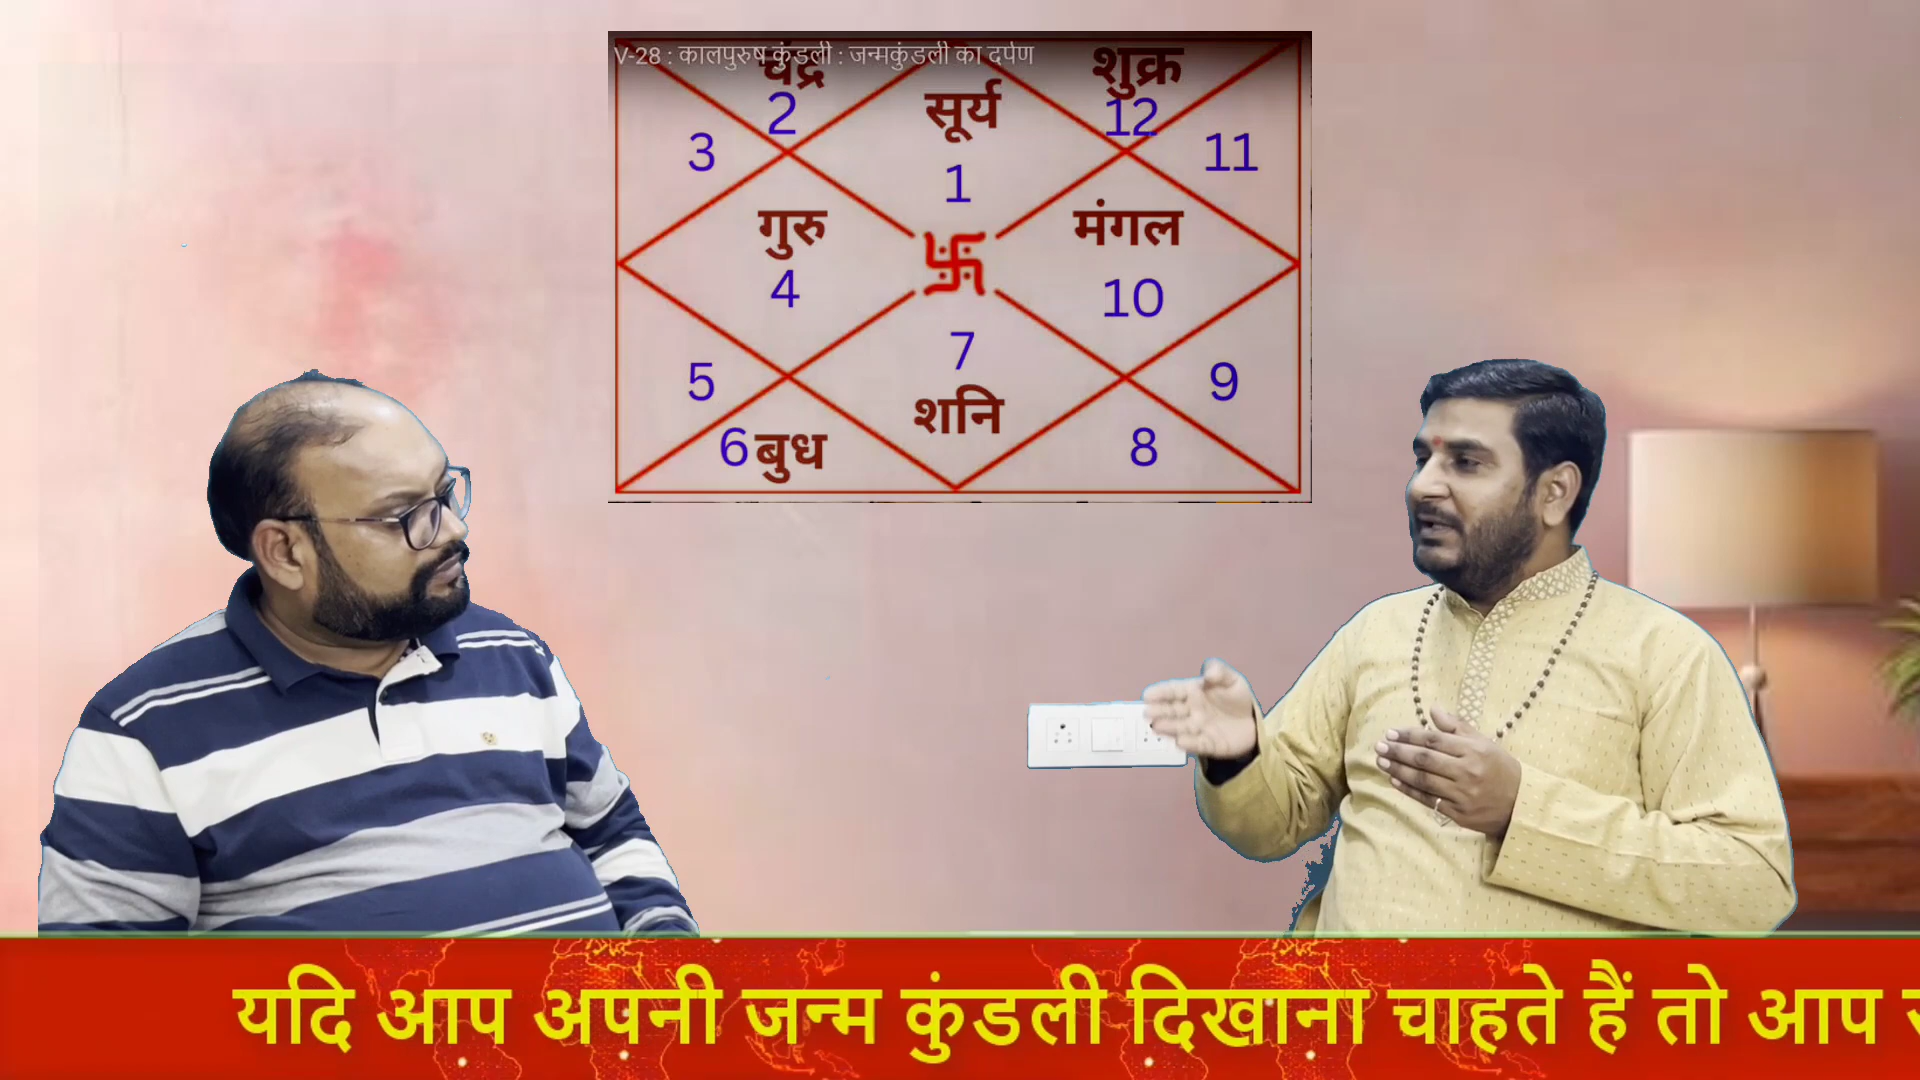 V-28 : कालपुरुष कुंडली : जन्मकुंडली का दर्पण
चंद्र
शुक्र
सूर्य
2
12
3
11
1
गुरु
मंगल
4
10
7
5
9
शनि
6 बुध
8
यदि आप अपनी जन्म कुंडली दिखाना चाहते हैं तो आप